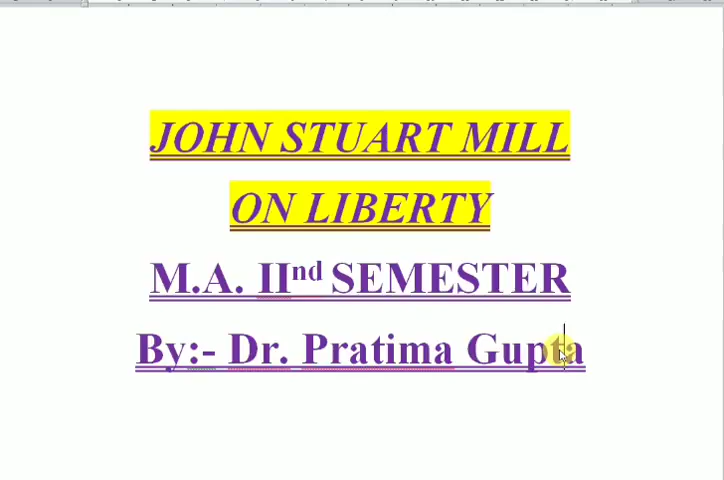 JOHN STUART MILL
ON LIBERTY
M.A. IInd SEMESTER
By:- Dr. Pratima Gupta